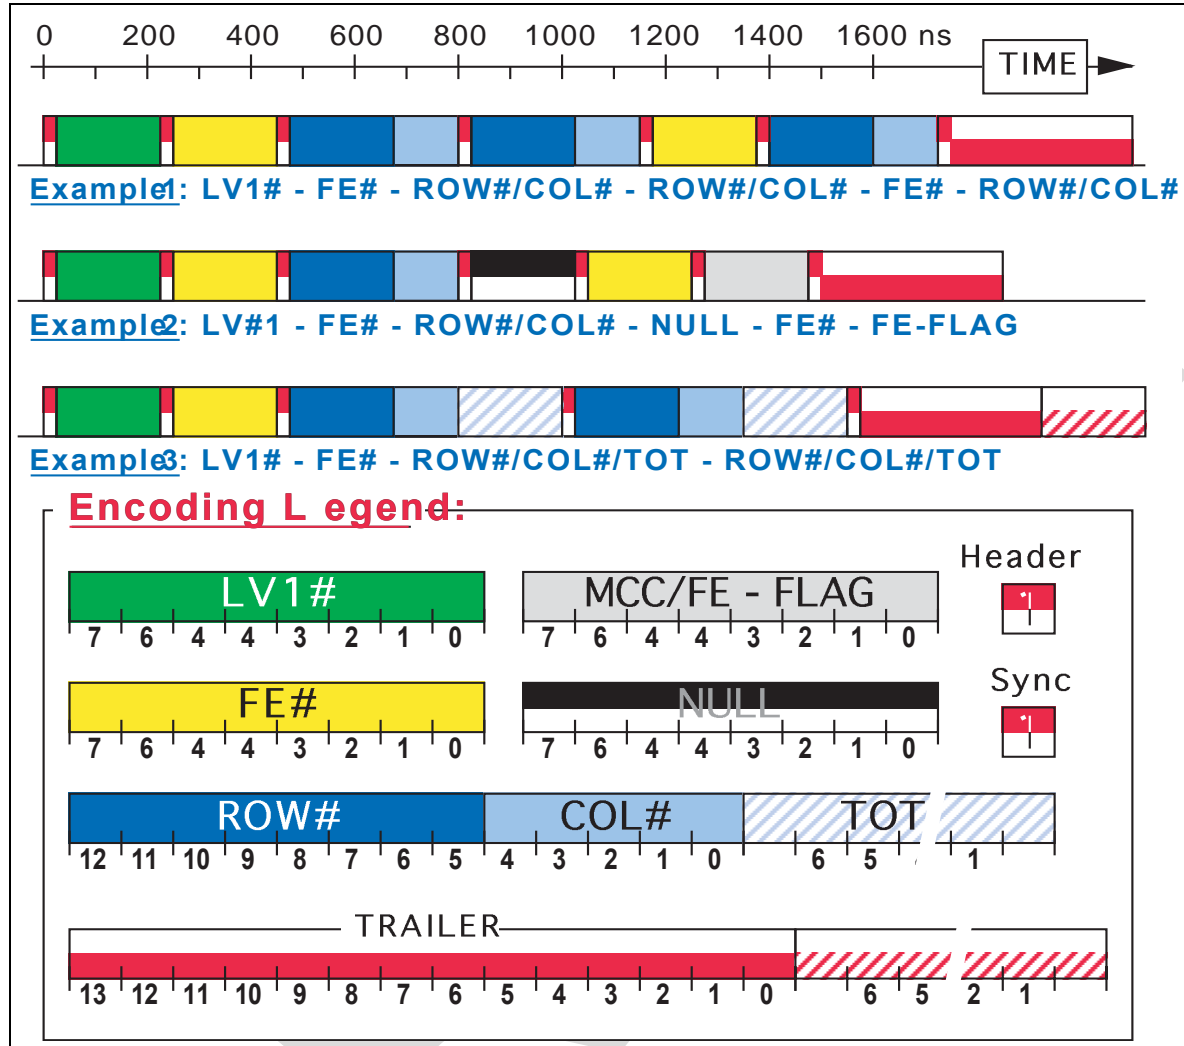 0 200 400 600 800 1000 1200 1400 1600 ns
TIME
Example1: LV1# - FE# - ROW#/COL# - ROW#/COL# - FE# - ROW#/COL#
Example2: LV#1 - FE# - ROW#/COL# - NULL - FE# - FE-FLAG
Example3: LV1# - FE# - ROW#/COL#/TOT - ROW#/COL#/TOT
Encoding L egend:
Header
LV1# MCC/FE - FLAG
7 6 4 4 3 2 1 0 7 6 4 4 3 2 1 0
Sync
FE# NULL
7 6 4 4 3 2 1 0 7 6 4 4 3 2 1 0
ROW# COL# TOT
12 11 10 9 8 7 6 5 4 3 2 1 0 6 5 1
TRAILER
13 12 11 10 9 8 7 6 5 4 3 2 1 0 6 5 2 1